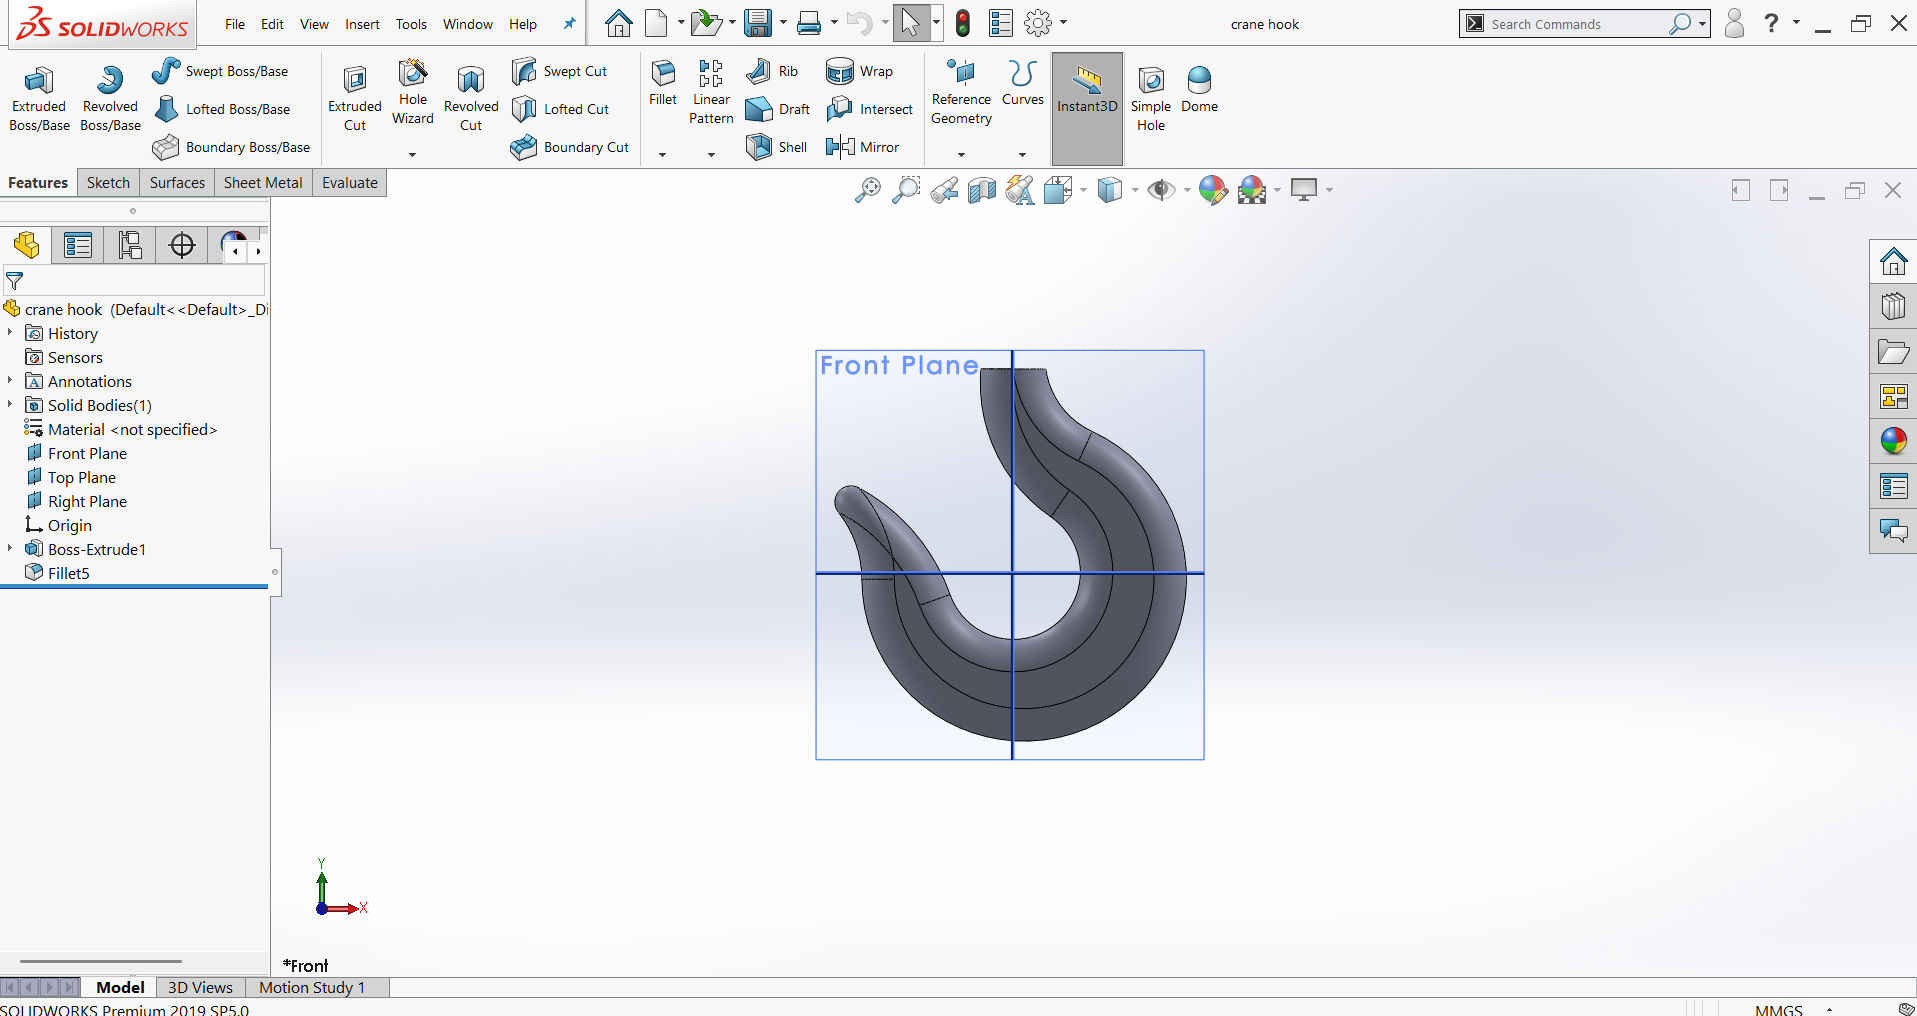 SOLIDWORKS File Edit View Insert Tools Window Help crane hook Search Commands ?
Extruded Boss/Base
Revolved Boss/Base
Swept Boss/Base
Lofted Boss/Base
Boundary Boss/Base
Extruded Cut
Hole Wizard
Revolved Cut
Swept Cut
Lofted Cut
Boundary Cut
Fillet
Linear Pattern
Rib
Draft
Shell
Wrap
Intersect
Mirror
Reference Geometry
Curves
Instant3D
Simple Hole
Dome
Features Sketch Surfaces Sheet Metal Evaluate
crane hook (Default<<Default>_Di
History
Sensors
Annotations
Solid Bodies(1)
Material <not specified>
Front Plane
Top Plane
Right Plane
Origin
Boss-Extrude1
Fillet5
Front Plane
Y
X
*Front
Model 3D Views Motion Study 1
SOLIDWORKS Premium 2019 SP5.0 MMGS